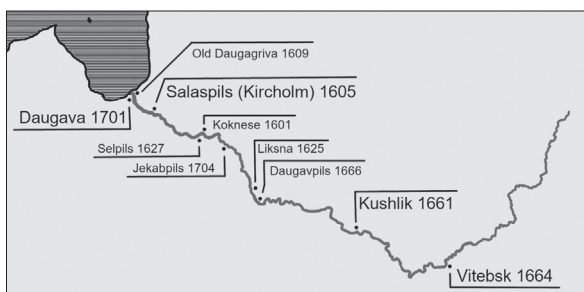 Old Daugagriva 1609
Salaspils (Kircholm) 1605
Daugava 1701
Koknese 1601
Selpils 1627
Liksna 1625
Jekabpils 1704
Daugavpils 1666
Kushlik 1661
Vitebsk 1664